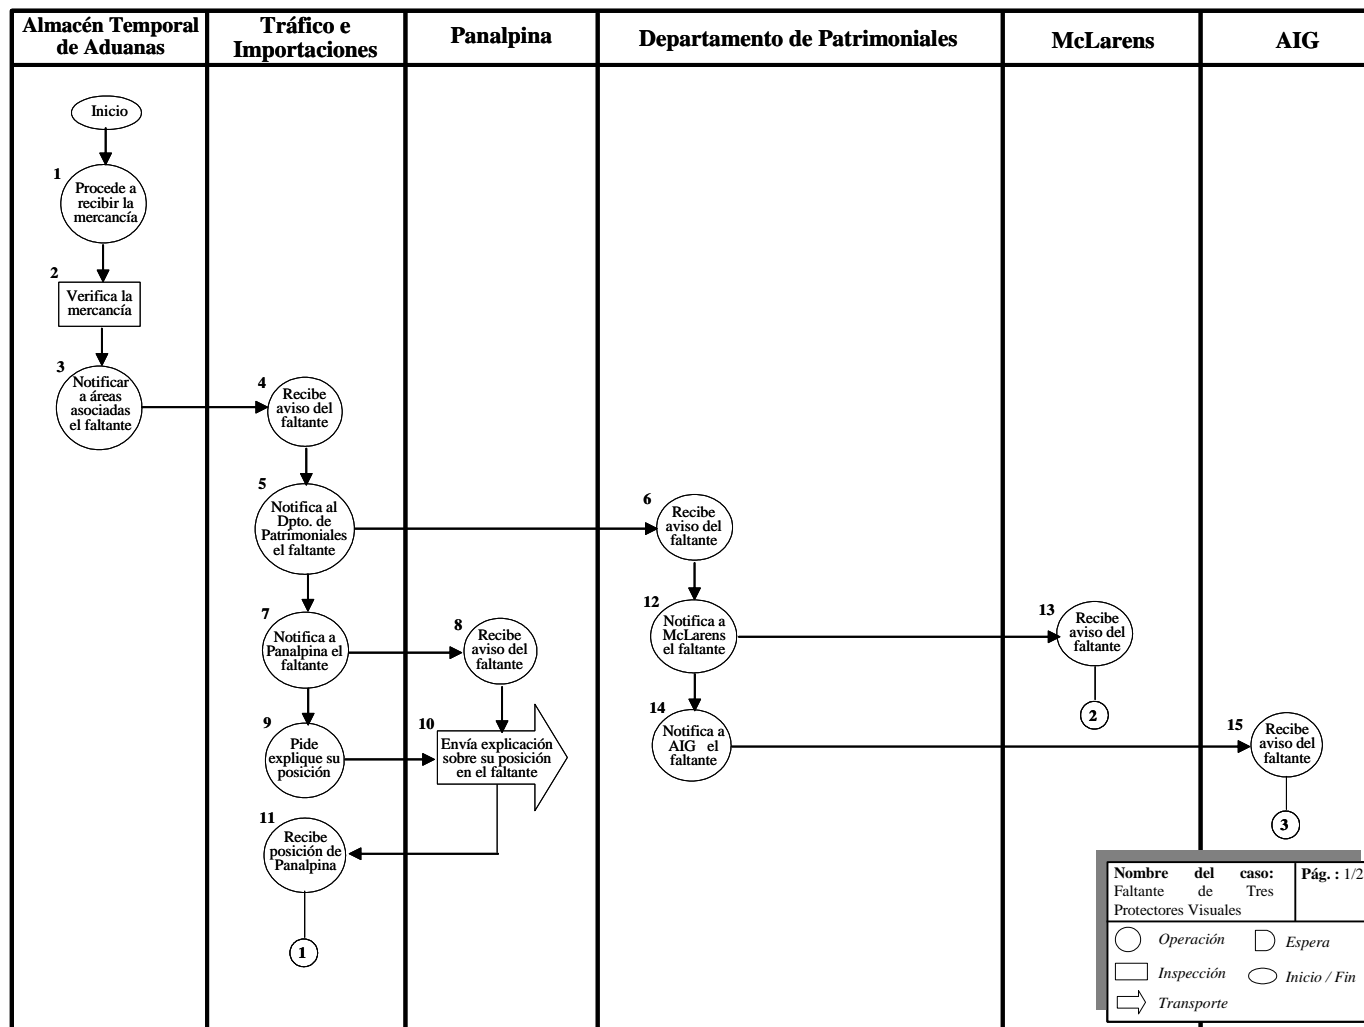 Almacén Temporal
de Aduanas
Tráfico e
Importaciones
Panalpina
Departamento de Patrimoniales
McLarens
AIG
Inicio
1
Procede a
recibir la
mercancía
2
Verifica la
mercancía
3
Notificar
a áreas
asociadas
el faltante
4
Recibe
aviso del
faltante
5
Notifica al
Dpto. de
Patrimoniales
el faltante
6
Recibe
aviso del
faltante
7
Notifica a
Panalpina el
faltante
8
Recibe
aviso del
faltante
9
Pide
explique su
posición
10
Envía explicación
sobre su posición
en el faltante
11
Recibe
posición de
Panalpina
1
12
Notifica a
McLarens
el faltante
13
Recibe
aviso del
faltante
2
14
Notifica a
AIG el
faltante
15
Recibe
aviso del
faltante
3
Nombre del caso:
Faltante de Tres
Protectores Visuales
Pág. : 1/2
Operación
Espera
Inspección
Inicio / Fin
Transporte